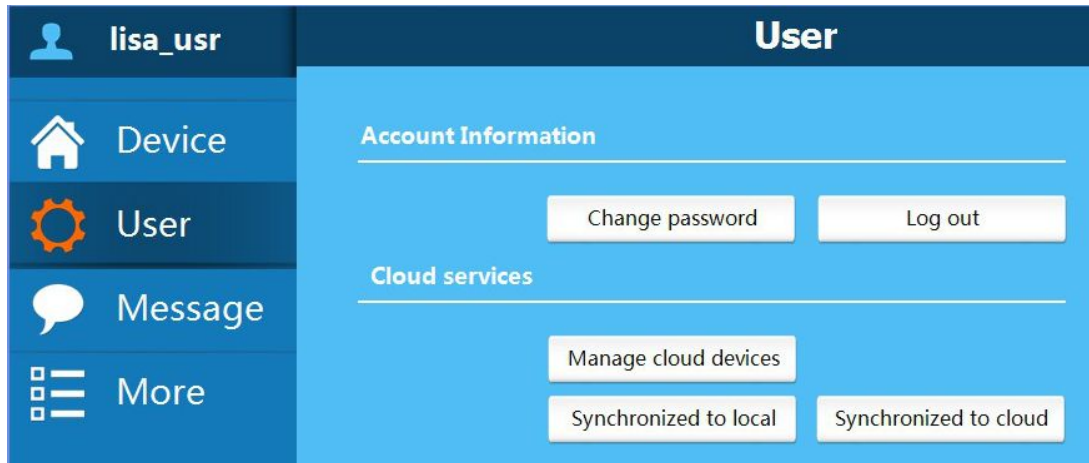 lisa_usr
User
Device
User
Message
More
Account Information
Change password
Log out
Cloud services
Manage cloud devices
Synchronized to local
Synchronized to cloud